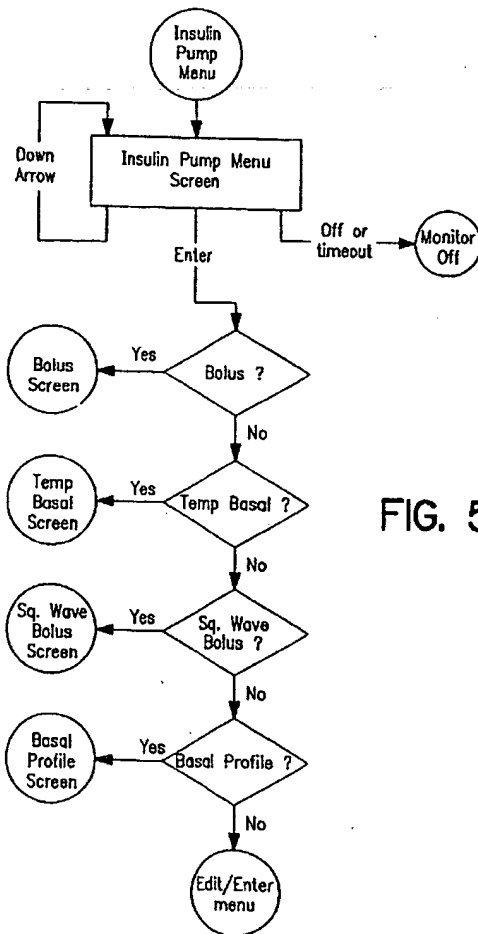 Insulin
Pump
Menu
Down
Arrow
Insulin Pump Menu
Screen
Off or
timeout
Monitor
Off
Enter
Bolus
Screen
Yes
Bolus ?
No
Temp
Basal
Screen
Yes
Temp Basal ?
FIG. 5
No
Sq. Wave
Bolus
Screen
Yes
Sq. Wave
Bolus ?
No
Basal
Profile
Screen
Yes
Basal Profile ?
No
Edit/Enter
menu